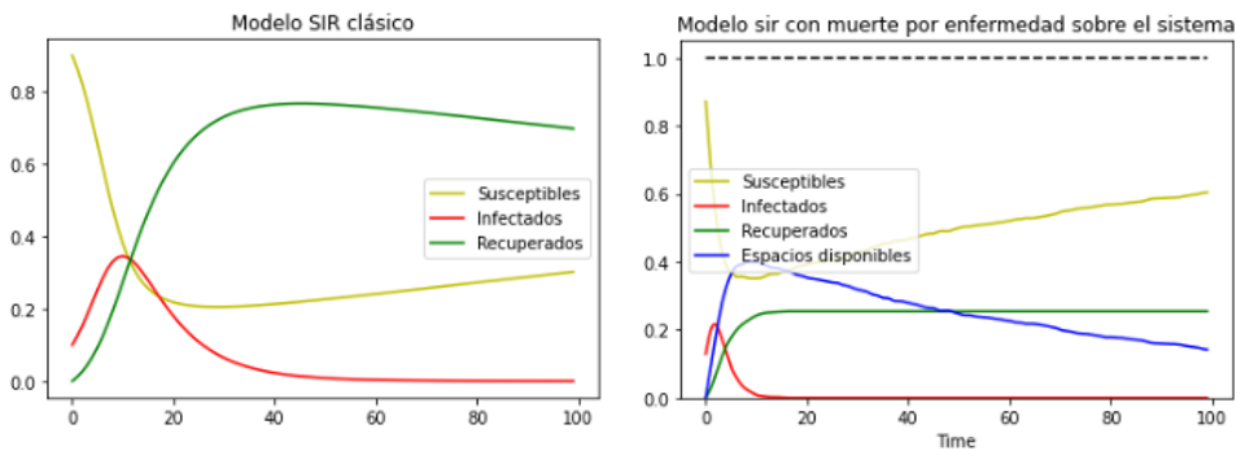 Modelo SIR clásico
0.8
0.6
0.4
0.2
0.0
Susceptibles
Infectados
Recuperados
0
20
40
60
80
100
Modelo sir con muerte por enfermedad sobre el sistema
1.0
0.8
0.6
0.4
0.2
0.0
Susceptibles
Infectados
Recuperados
Espacios disponibles
0
20
40
60
80
100
Time